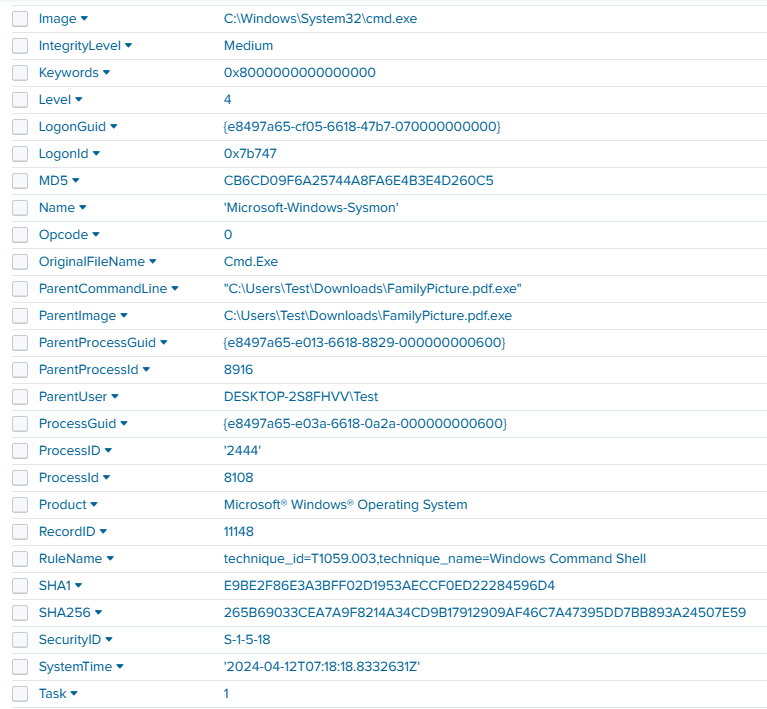 Image C:\Windows\System32\cmd.exe
IntegrityLevel Medium
Keywords 0x8000000000000000
Level 4
LogonGuid {e8497a65-cf05-6618-47b7-070000000000}
LogonId 0x7b747
MD5 CB6CD09F6A25744A8FA6E4B3E4D260C5
Name 'Microsoft-Windows-Sysmon'
Opcode 0
OriginalFileName Cmd.Exe
ParentCommandLine "C:\Users\Test\Downloads\FamilyPicture.pdf.exe"
ParentImage C:\Users\Test\Downloads\FamilyPicture.pdf.exe
ParentProcessGuid {e8497a65-e013-6618-8829-000000000600}
ParentProcessId 8916
ParentUser DESKTOP-2S8FHVV\Test
ProcessGuid {e8497a65-e03a-6618-0a2a-000000000600}
ProcessID '2444'
ProcessId 8108
Product Microsoft® Windows® Operating System
RecordID 11148
RuleName technique_id=T1059.003,technique_name=Windows Command Shell
SHA1 E9BE2F86E3A3BFF02D1953AECCF0ED22284596D4
SHA256 265B69033CEA7A9F8214A34CD9B17912909AF46C7A47395DD7BB893A24507E59
SecurityID S-1-5-18
SystemTime '2024-04-12T07:18:18.8332631Z'
Task 1